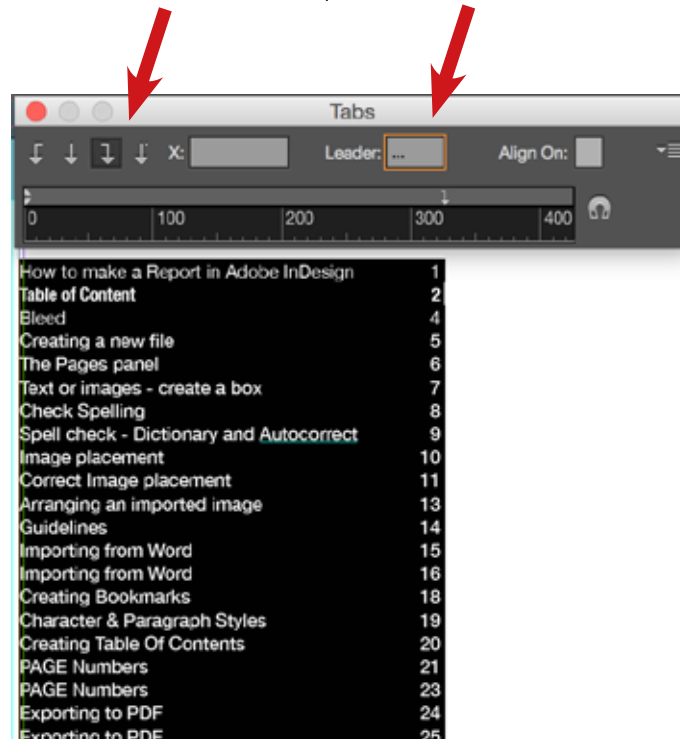 Tabs
X: Leader: ... Align On:
0 100 200 300 400
How to make a Report in Adobe InDesign 1
Table of Content 2
Bleed 4
Creating a new file 5
The Pages panel 6
Text or images - create a box 7
Check Spelling 8
Spell check - Dictionary and Autocorrect 9
Image placement 10
Correct Image placement 11
Arranging an imported image 13
Guidelines 14
Importing from Word 15
Importing from Word 16
Creating Bookmarks 18
Character & Paragraph Styles 19
Creating Table Of Contents 20
PAGE Numbers 21
PAGE Numbers 23
Exporting to PDF 24
Exporting to PDF 25